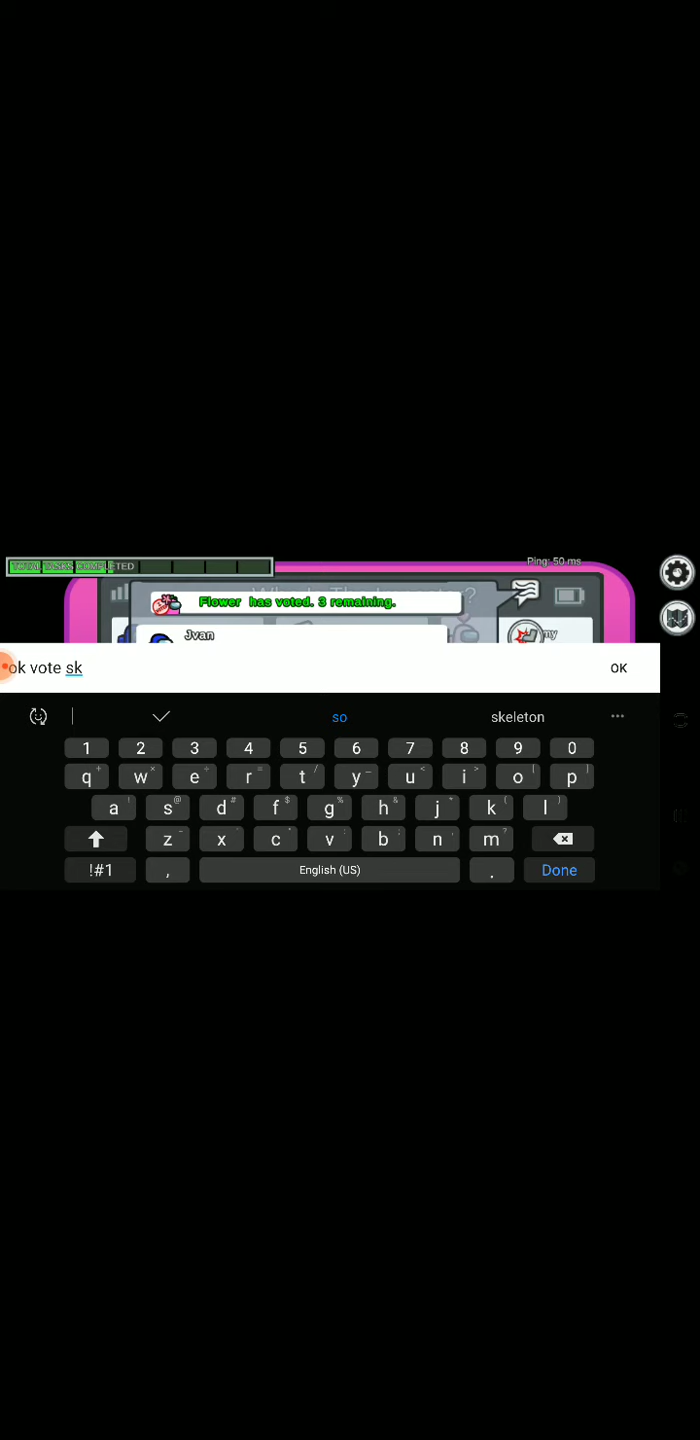 TOTAL TASKS COMPLETED
Ping: 50 ms
Flower has voted. 3 remaining.
Jvan
my
ok vote sk
OK
so
skeleton
1 2 3 4 5 6 7 8 9 0
q w e r t y u i o p
a s d f g h j k l
z x c v b n m
!#1 , English (US) . Done